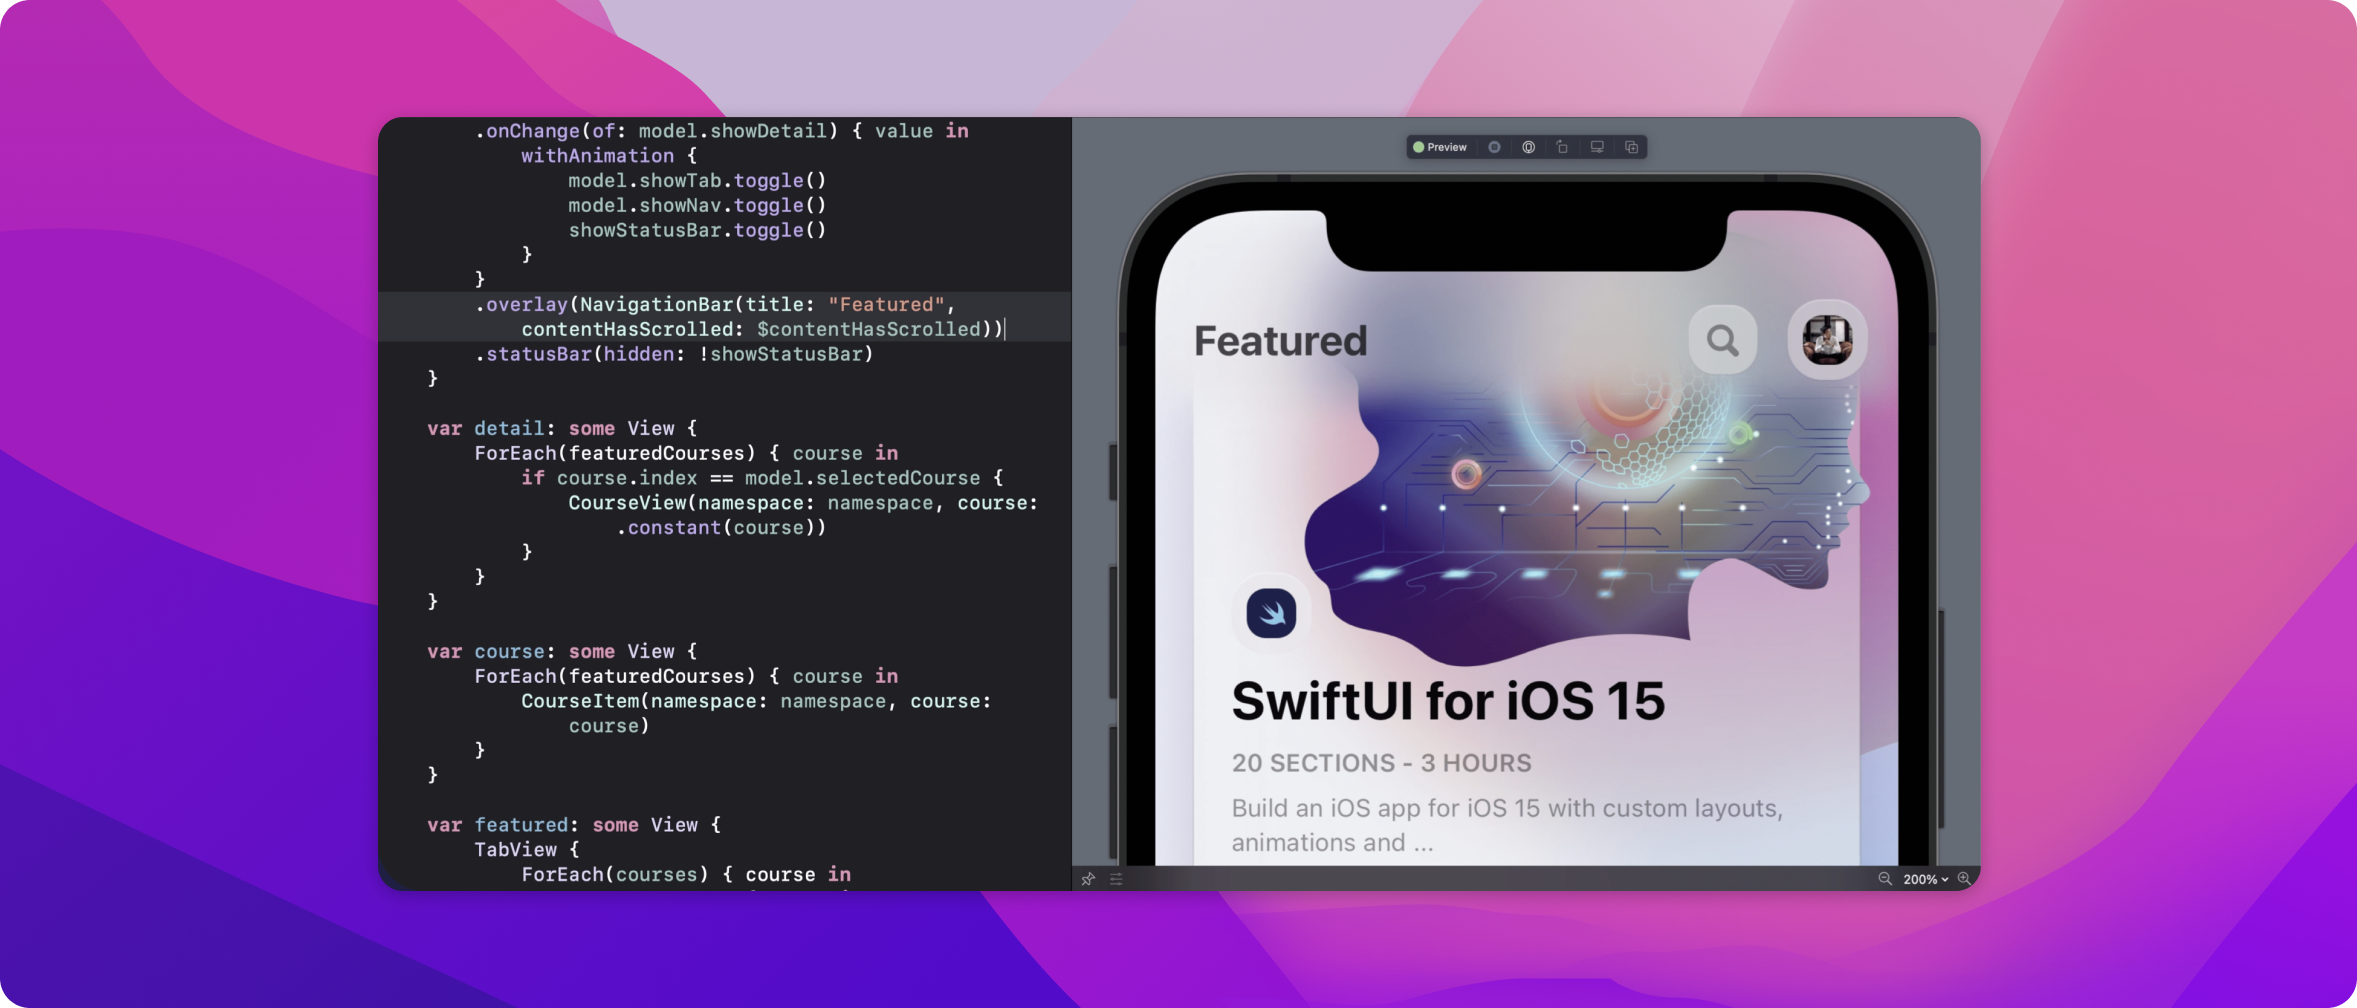 .onChange(of: model.showDetail) { value in
withAnimation {
model.showTab.toggle()
model.showNav.toggle()
showStatusBar.toggle()
}
}
.overlay(NavigationBar(title: "Featured",
contentHasScrolled: $contentHasScrolled))
.statusBar(hidden: !showStatusBar)
}
var detail: some View {
ForEach(featuredCourses) { course in
if course.index == model.selectedCourse {
CourseView(namespace: namespace, course:
.constant(course))
}
}
}
var course: some View {
ForEach(featuredCourses) { course in
CourseItem(namespace: namespace, course:
course)
}
}
var featured: some View {
TabView {
ForEach(courses) { course in
Preview
Featured
SwiftUI for iOS 15
20 SECTIONS - 3 HOURS
Build an iOS app for iOS 15 with custom layouts,
animations and ...
200%